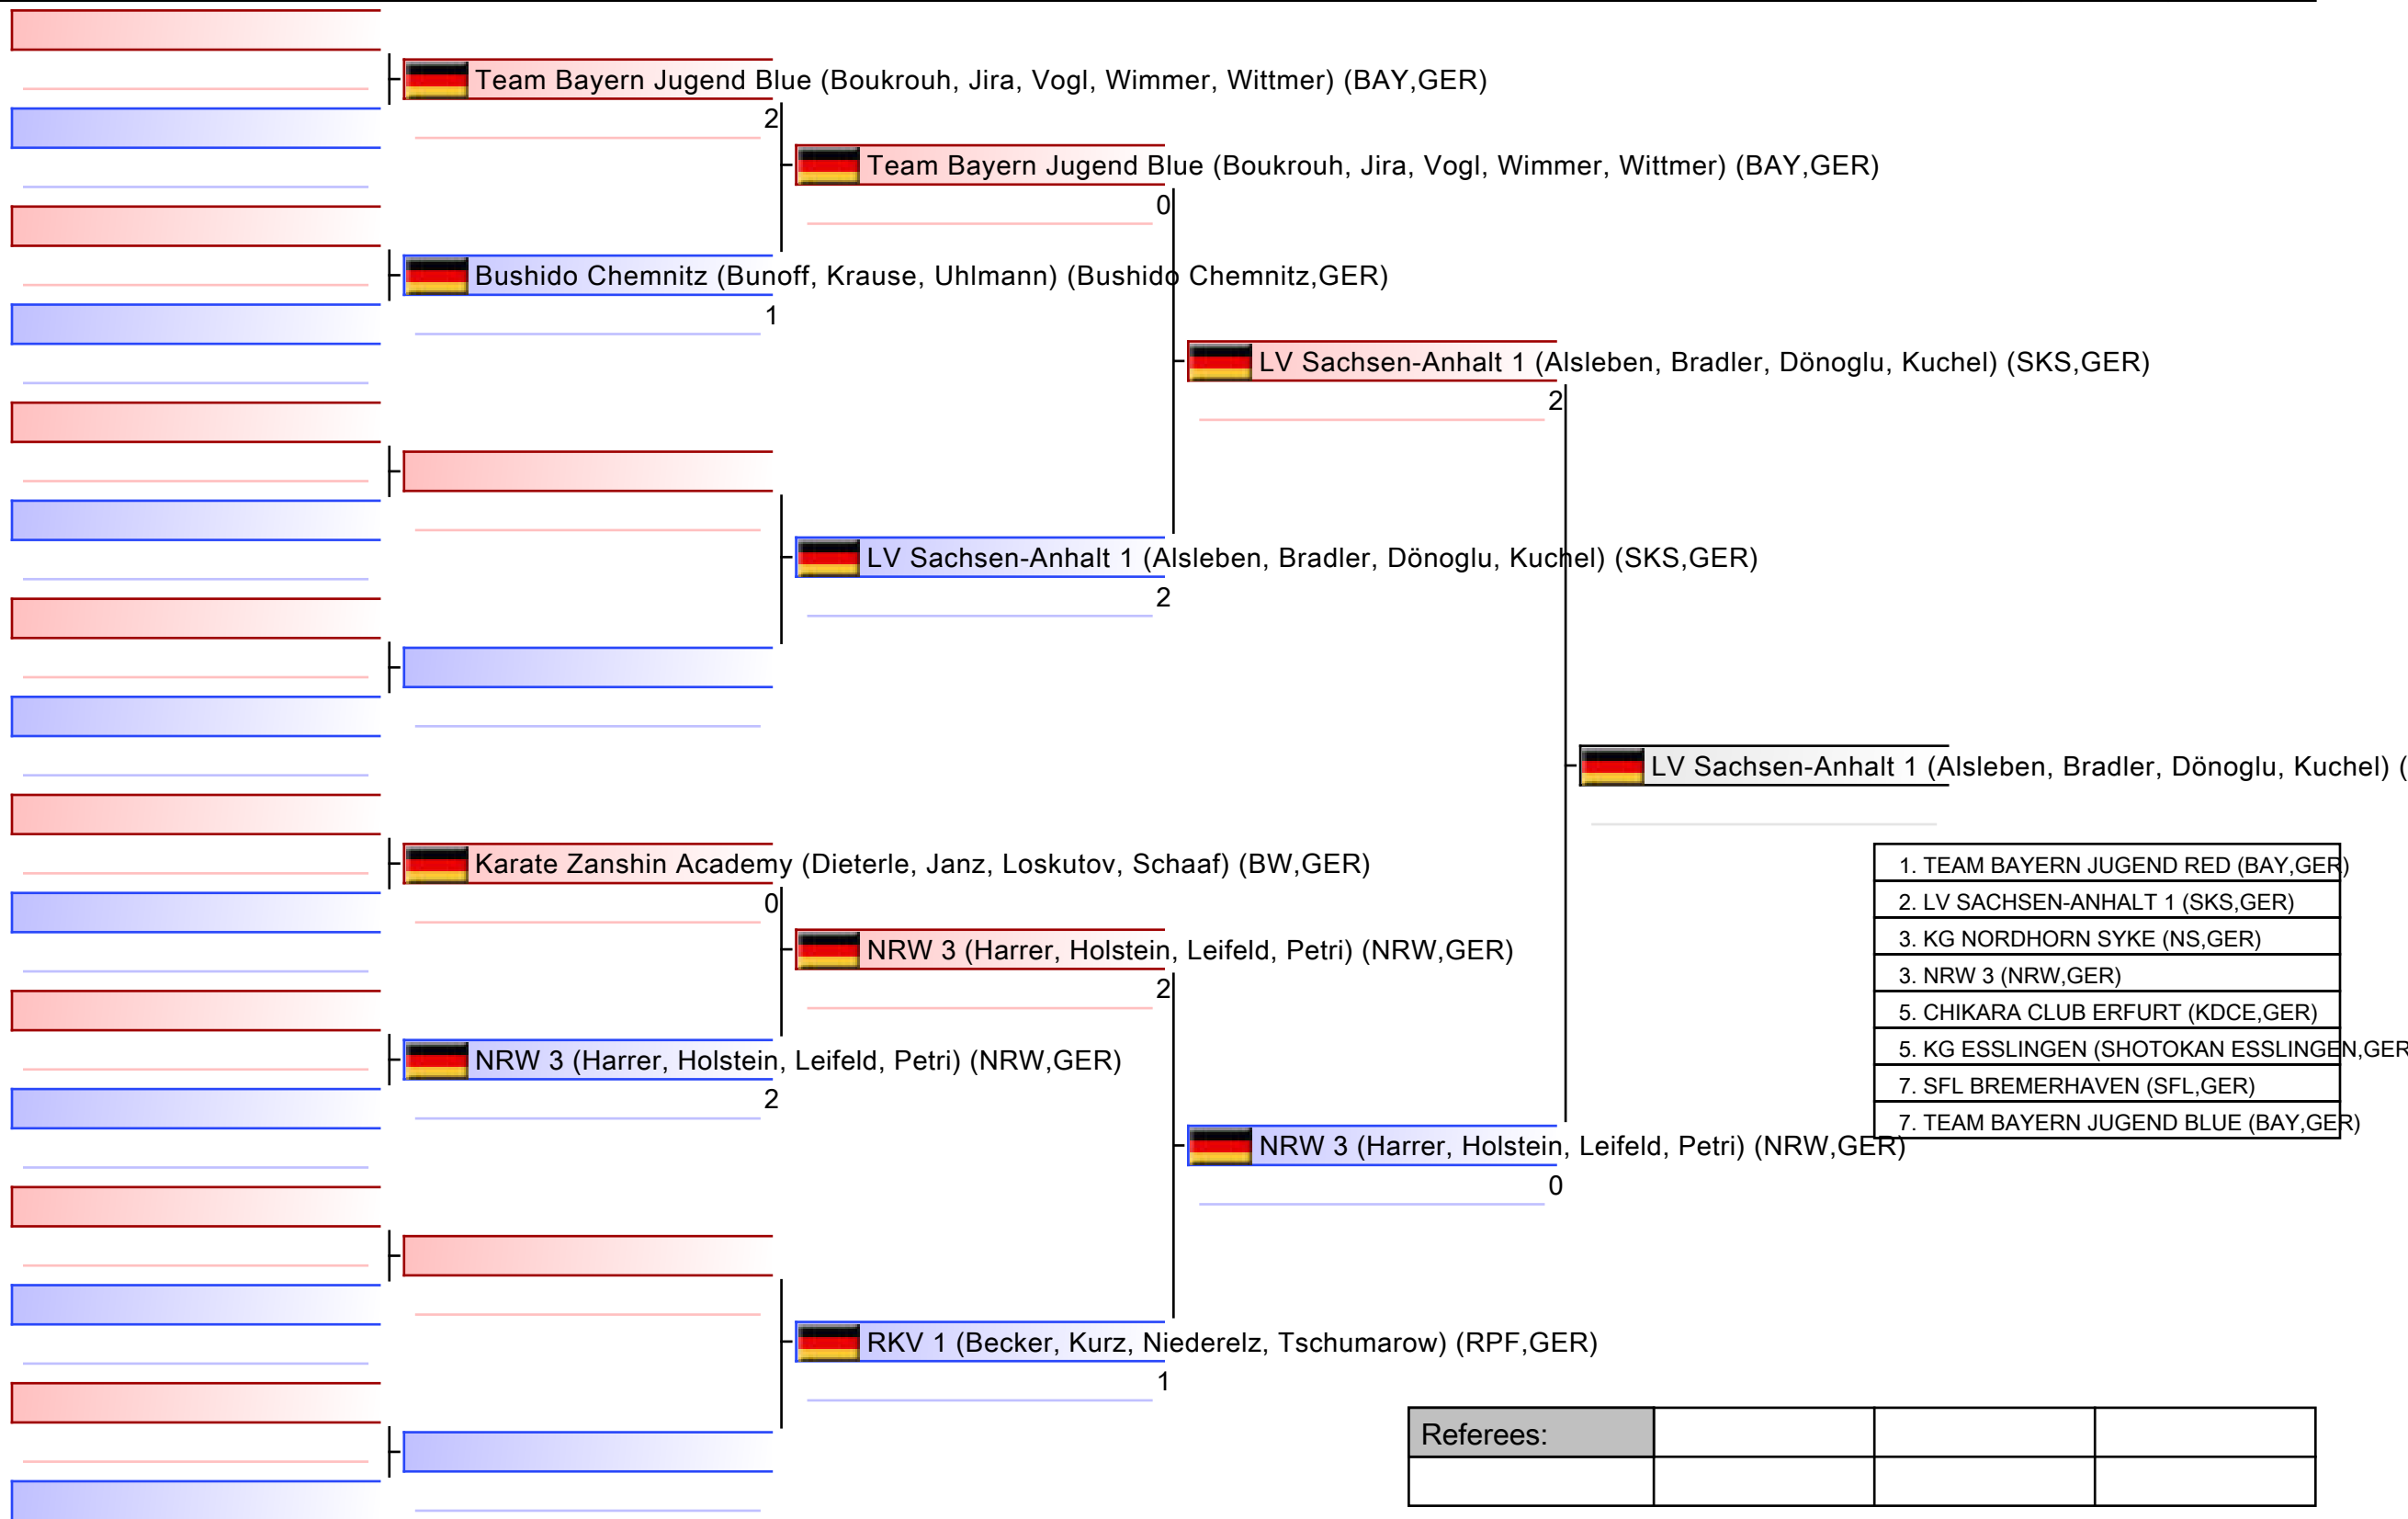 Team Bayern Jugend Blue (Boukrouh, Jira, Vogl, Wimmer, Wittmer) (BAY,GER)
2
Team Bayern Jugend Blue (Boukrouh, Jira, Vogl, Wimmer, Wittmer) (BAY,GER)
0
Bushido Chemnitz (Bunoff, Krause, Uhlmann) (Bushido Chemnitz,GER)
1
LV Sachsen-Anhalt 1 (Alsleben, Bradler, Dönoglu, Kuchel) (SKS,GER)
2
LV Sachsen-Anhalt 1 (Alsleben, Bradler, Dönoglu, Kuchel) (SKS,GER)
2
LV Sachsen-Anhalt 1 (Alsleben, Bradler, Dönoglu, Kuchel) (
Karate Zanshin Academy (Dieterle, Janz, Loskutov, Schaaf) (BW,GER)
0
NRW 3 (Harrer, Holstein, Leifeld, Petri) (NRW,GER)
2
NRW 3 (Harrer, Holstein, Leifeld, Petri) (NRW,GER)
2
NRW 3 (Harrer, Holstein, Leifeld, Petri) (NRW,GER)
0
RKV 1 (Becker, Kurz, Niederelz, Tschumarow) (RPF,GER)
1
1. TEAM BAYERN JUGEND RED (BAY,GER)
2. LV SACHSEN-ANHALT 1 (SKS,GER)
3. KG NORDHORN SYKE (NS,GER)
3. NRW 3 (NRW,GER)
5. CHIKARA CLUB ERFURT (KDCE,GER)
5. KG ESSLINGEN (SHOTOKAN ESSLINGEN,GER
7. SFL BREMERHAVEN (SFL,GER)
7. TEAM BAYERN JUGEND BLUE (BAY,GER)
Referees: